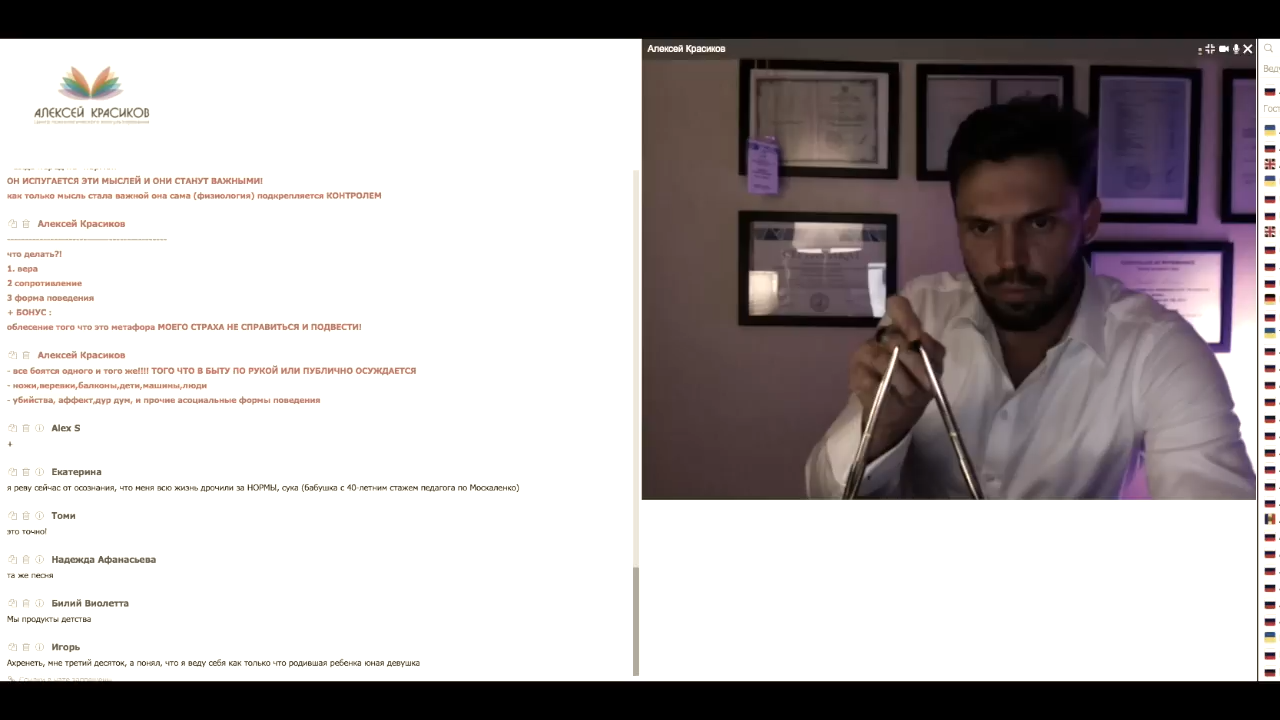 АЛЕКСЕЙ КРАСИКОВ
ОН ИСПУГАЕТСЯ ЭТИ МЫСЛЕЙ И ОНИ СТАНУТ ВАЖНЫМИ!
как только мысль стала важной она сама (физиология) подкрепляется КОНТРОЛЕМ
Алексей Красиков
что делать?!
1. вера
2 сопротивление
3 форма поведения
+ БОНУС :
облесение того что это метафора МОЕГО СТРАХА НЕ СПРАВИТЬСЯ И ПОДВЕСТИ!
Алексей Красиков
- все боятся одного и того же!!!! ТОГО ЧТО В БЫТУ ПО РУКОЙ ИЛИ ПУБЛИЧНО ОСУЖДАЕТСЯ
- ножи,веревки,балконы,дети,машины,люди
- убийства, аффект,дур дум, и прочие асоциальные формы поведения
Alex S
+
Екатерина
я реву сейчас от осознания, что меня всю жизнь дрочили за НОРМЫ, сука (бабушка с 40-летним стажем педагога по Москаленко)
Томи
это точно!
Надежда Афанасьева
та же песня
Билий Виолетта
Мы продукты детства
Игорь
Ахренеть, мне третий десяток, а понял, что я веду себя как только что родившая ребенка юная девушка
Алексей Красиков
Вед
Гост